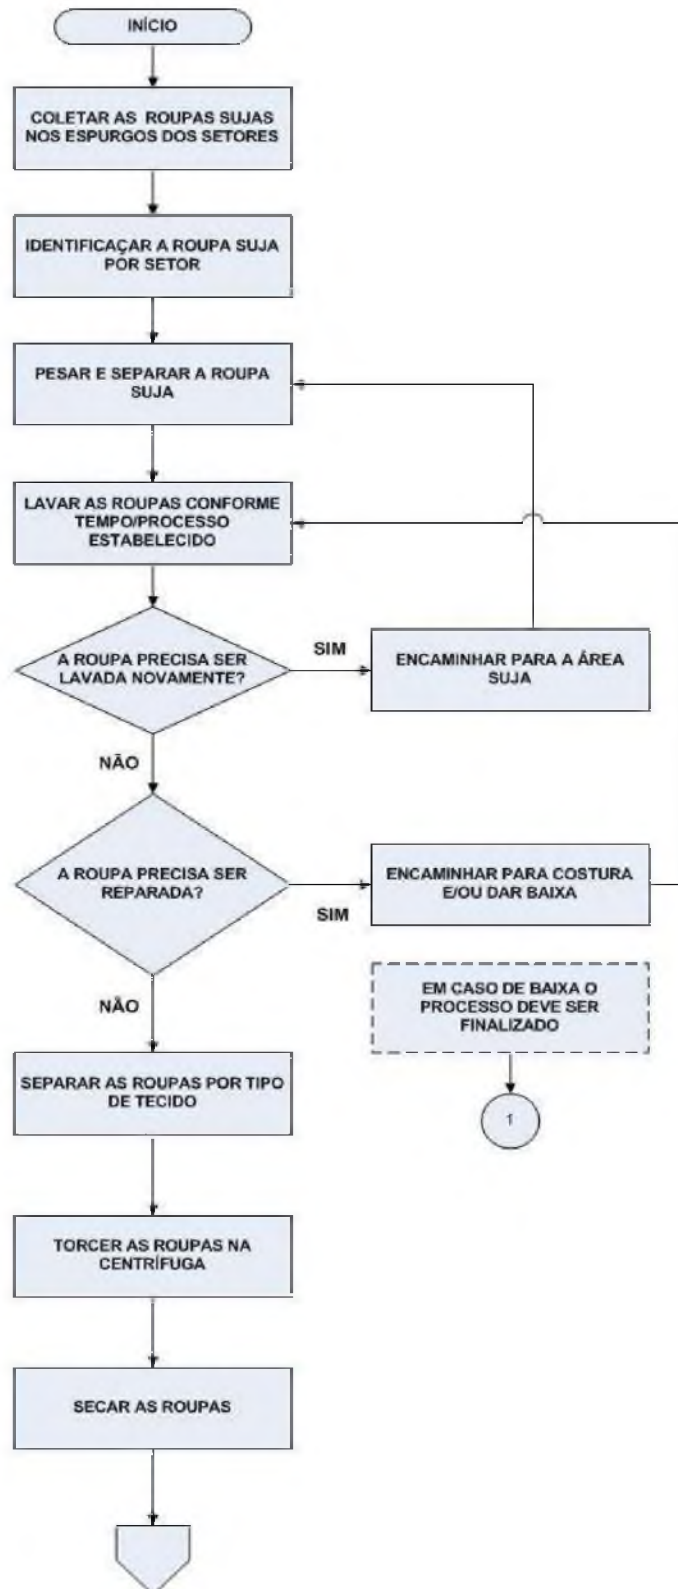 INÍCIO
COLETAR AS ROUPAS SUJAS
NOS ESPURGOS DOS SETORES
IDENTIFICAÇAR A ROUPA SUJA
POR SETOR
PESAR E SEPARAR A ROUPA
SUJA
LAVAR AS ROUPAS CONFORME
TEMPO/PROCESSO
ESTABELECIDO
A ROUPA PRECISA SER
LAVADA NOVAMENTE?
SIM
ENCAMINHAR PARA A ÁREA
SUJA
NÃO
A ROUPA PRECISA SER
REPARADA?
SIM
ENCAMINHAR PARA COSTURA
E/OU DAR BAIXA
EM CASO DE BAIXA O
PROCESSO DEVE SER
FINALIZADO
1
NÃO
SEPARAR AS ROUPAS POR TIPO
DE TECIDO
TORCER AS ROUPAS NA
CENTRÍFUGA
SECAR AS ROUPAS